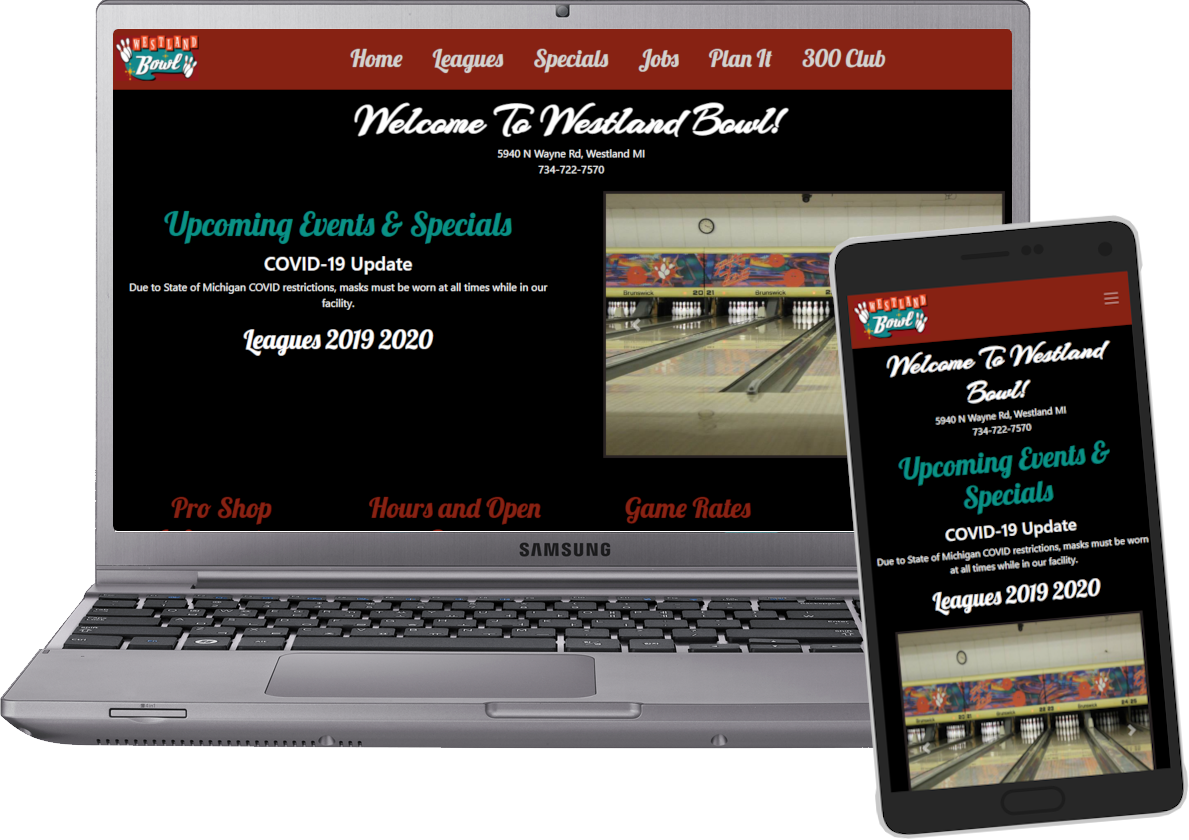 WESTLAND
Bowl
Home Leagues Specials Jobs Plan It 300 Club
Welcome To Westland Bowl!
5940 N Wayne Rd, Westland MI
734-722-7570
Upcoming Events & Specials
COVID-19 Update
Due to State of Michigan COVID restrictions, masks must be worn at all times while in our
facility.
Leagues 2019 2020
Brunswick 20 21 Brunswick
Pro Shop Hours and Open Game Rates
SAMSUNG
WESTLAND
Bowl
Welcome To Westland
Bowl!
5940 N Wayne Rd, Westland MI
734-722-7570
Upcoming Events &
Specials
COVID-19 Update
Due to State of Michigan COVID restrictions, masks must be worn
at all times while in our facility.
Leagues 2019 2020
Brunswick Brunswick Brunswick